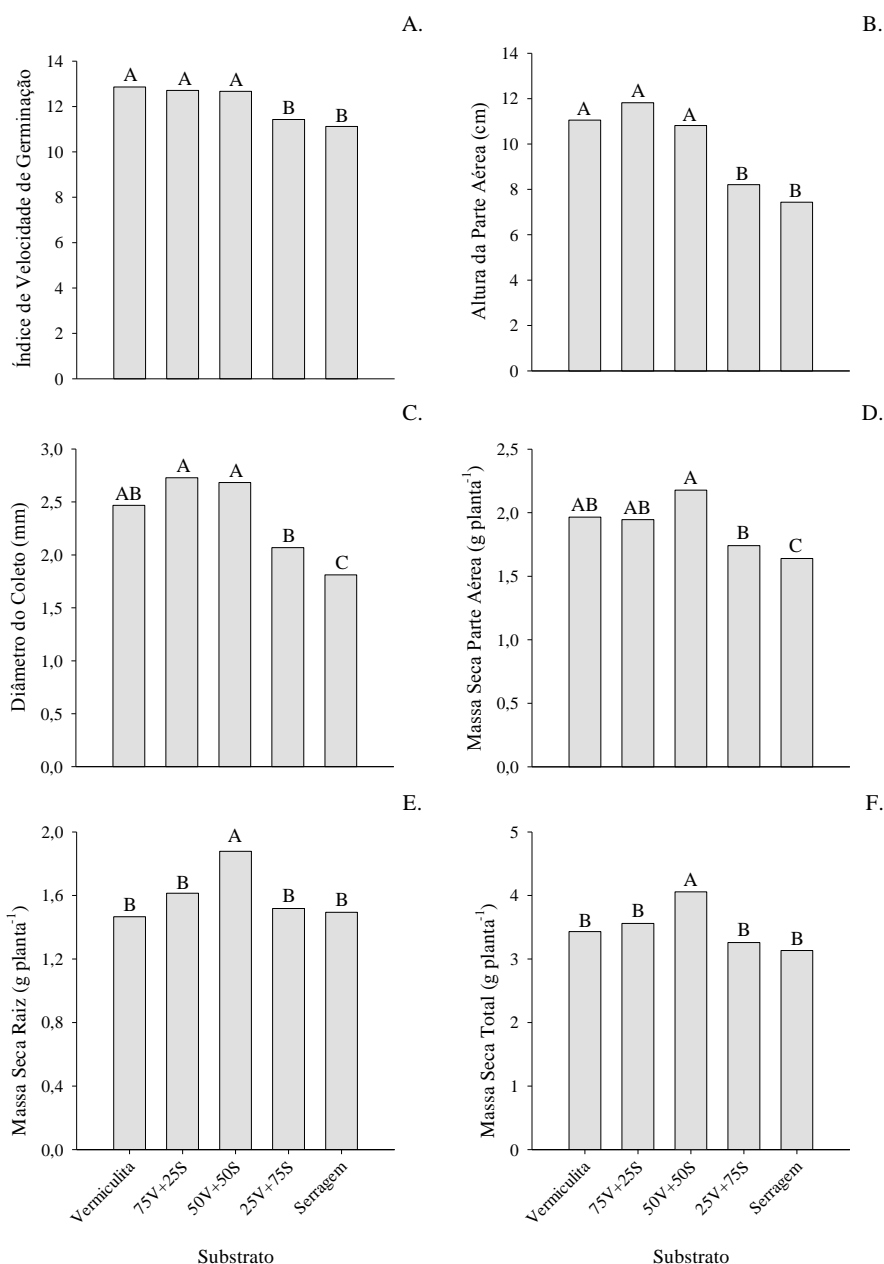 A.
Índice de Velocidade de Germinação
14
12
10
8
6
4
2
0
A A A B B
B.
Altura da Parte Aérea (cm)
14
12
10
8
6
4
2
0
A A A B B
C.
Diâmetro do Coleto (mm)
3,0
2,5
2,0
1,5
1,0
0,5
0,0
AB A A B C
D.
Massa Seca Parte Aérea (g planta⁻¹)
2,5
2,0
1,5
1,0
0,5
0,0
AB AB A B C
E.
Massa Seca Raiz (g planta⁻¹)
2,0
1,6
1,2
0,8
0,4
0,0
B B A B B
Vermiculita
75V+25S
50V+50S
25V+75S
Serragem
Substrato
F.
Massa Seca Total (g planta⁻¹)
5
4
3
2
1
0
B B A B B
Vermiculita
75V+25S
50V+50S
25V+75S
Serragem
Substrato